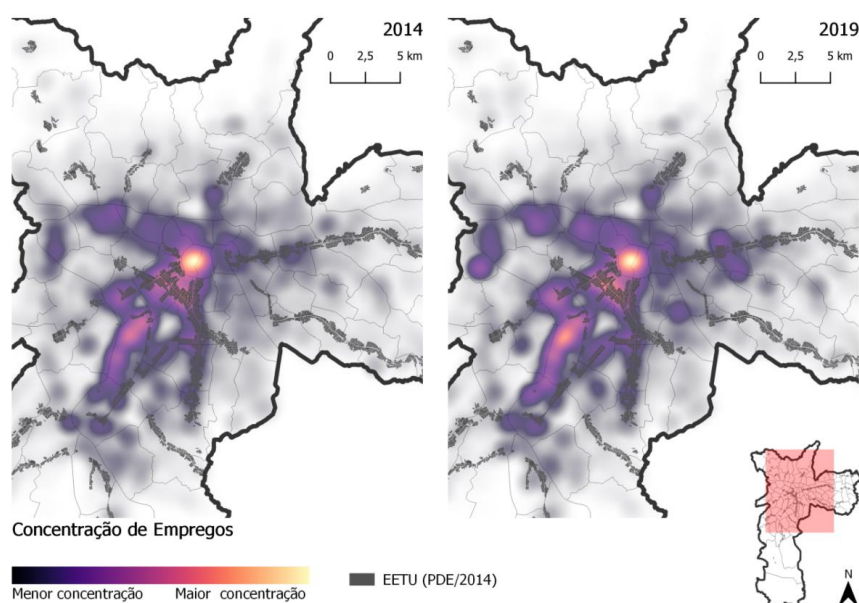 2014
0 2,5 5 km
2019
0 2,5 5 km
Concentração de Empregos
Menor concentração Maior concentração
EETU (PDE/2014)
N